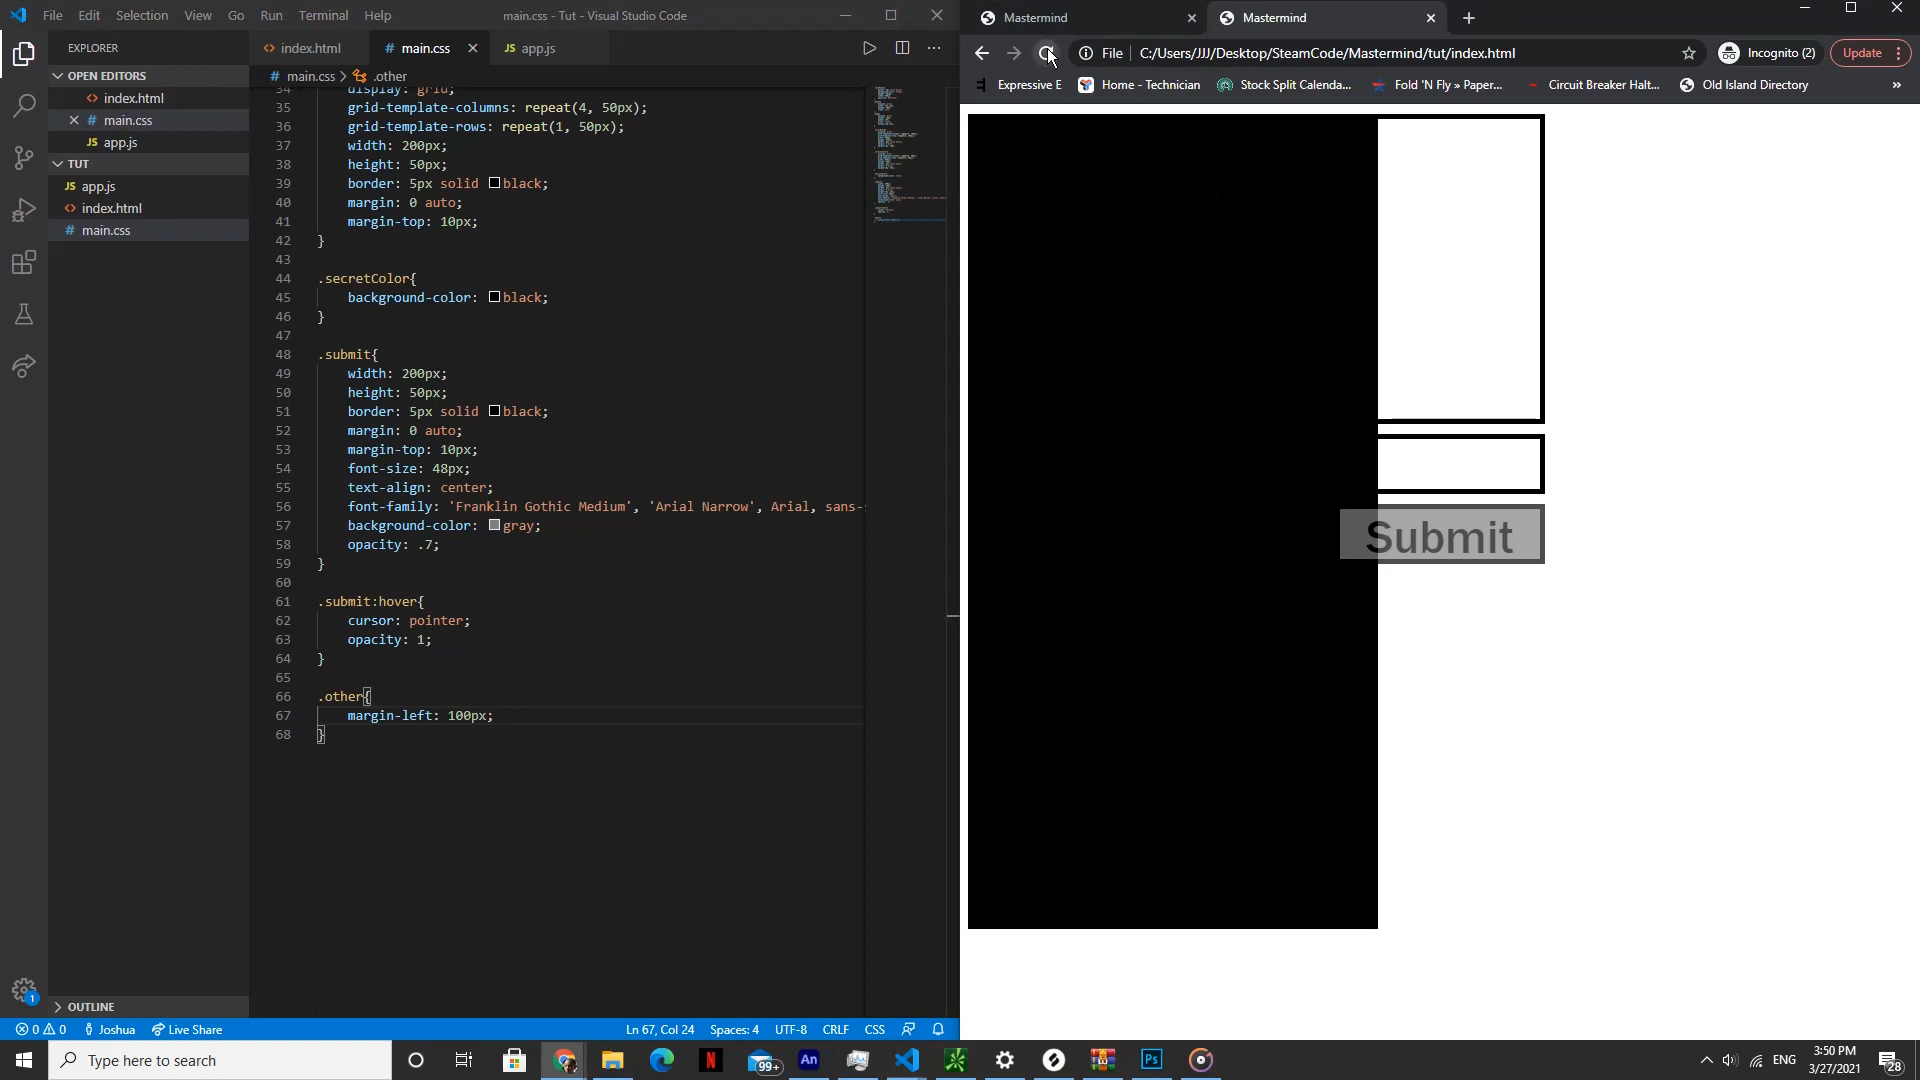 File Edit Selection View Go Run Terminal Help
main.css - Tut - Visual Studio Code
EXPLORER
OPEN EDITORS
<> index.html
# main.css
JS app.js
TUT
JS app.js
<> index.html
# main.css
OUTLINE
1
<> index.html # main.css JS app.js
# main.css > .other
34 display: grid;
35 grid-template-columns: repeat(4, 50px);
36 grid-template-rows: repeat(1, 50px);
37 width: 200px;
38 height: 50px;
39 border: 5px solid black;
40 margin: 0 auto;
41 margin-top: 10px;
42 }
43
44 .secretColor{
45 background-color: black;
46 }
47
48 .submit{
49 width: 200px;
50 height: 50px;
51 border: 5px solid black;
52 margin: 0 auto;
53 margin-top: 10px;
54 font-size: 48px;
55 text-align: center;
56 font-family: 'Franklin Gothic Medium', 'Arial Narrow', Arial, sans-
57 background-color: gray;
58 opacity: .7;
59 }
60
61 .submit:hover{
62 cursor: pointer;
63 opacity: 1;
64 }
65
66 .other{
67 margin-left: 100px;
68 }
0 0 Joshua Live Share Ln 67, Col 24 Spaces: 4 UTF-8 CRLF CSS
Mastermind Mastermind
File C:/Users/JJJ/Desktop/SteamCode/Mastermind/tut/index.html Incognito (2) Update
Expressive E Home - Technician Stock Split Calenda... Fold 'N Fly » Paper... Circuit Breaker Halt... Old Island Directory »
Submit
Type here to search
N 99+ An Ps
ENG
3:50 PM
3/27/2021
28